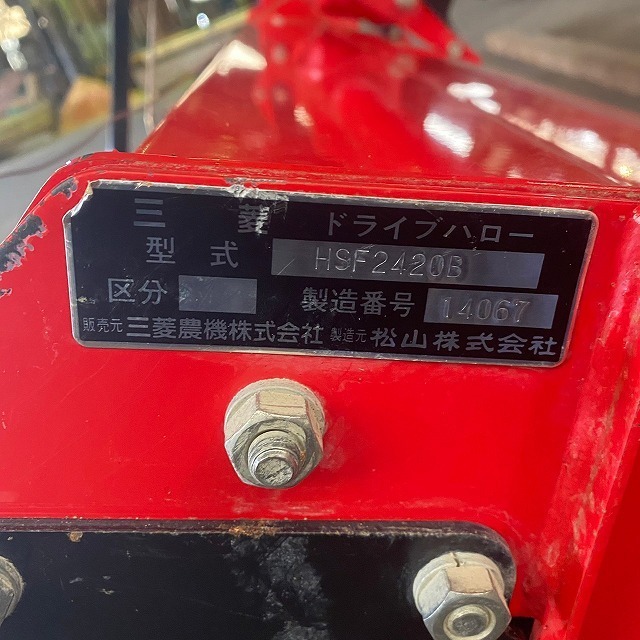 三菱 ドライブハロー
型式 HSF2420B
区分 製造番号 14067
販売元 三菱農機株式会社 製造元 松山株式会社